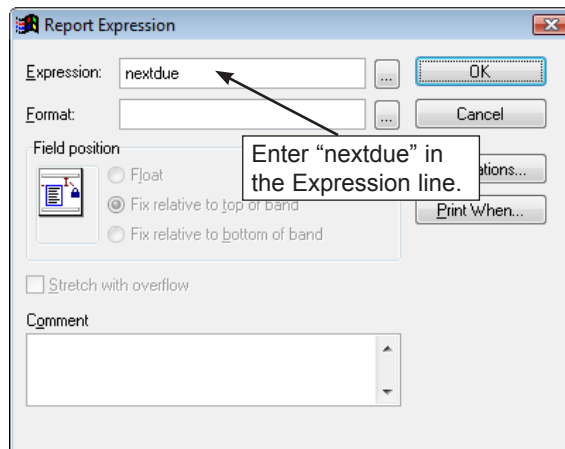 Report Expression
Expression: nextdue ... OK
Format: ... Cancel
Field position
Enter “nextdue” in
the Expression line.
Float
Fix relative to top of band
Fix relative to bottom of band
Print When...
Stretch with overflow
Comment